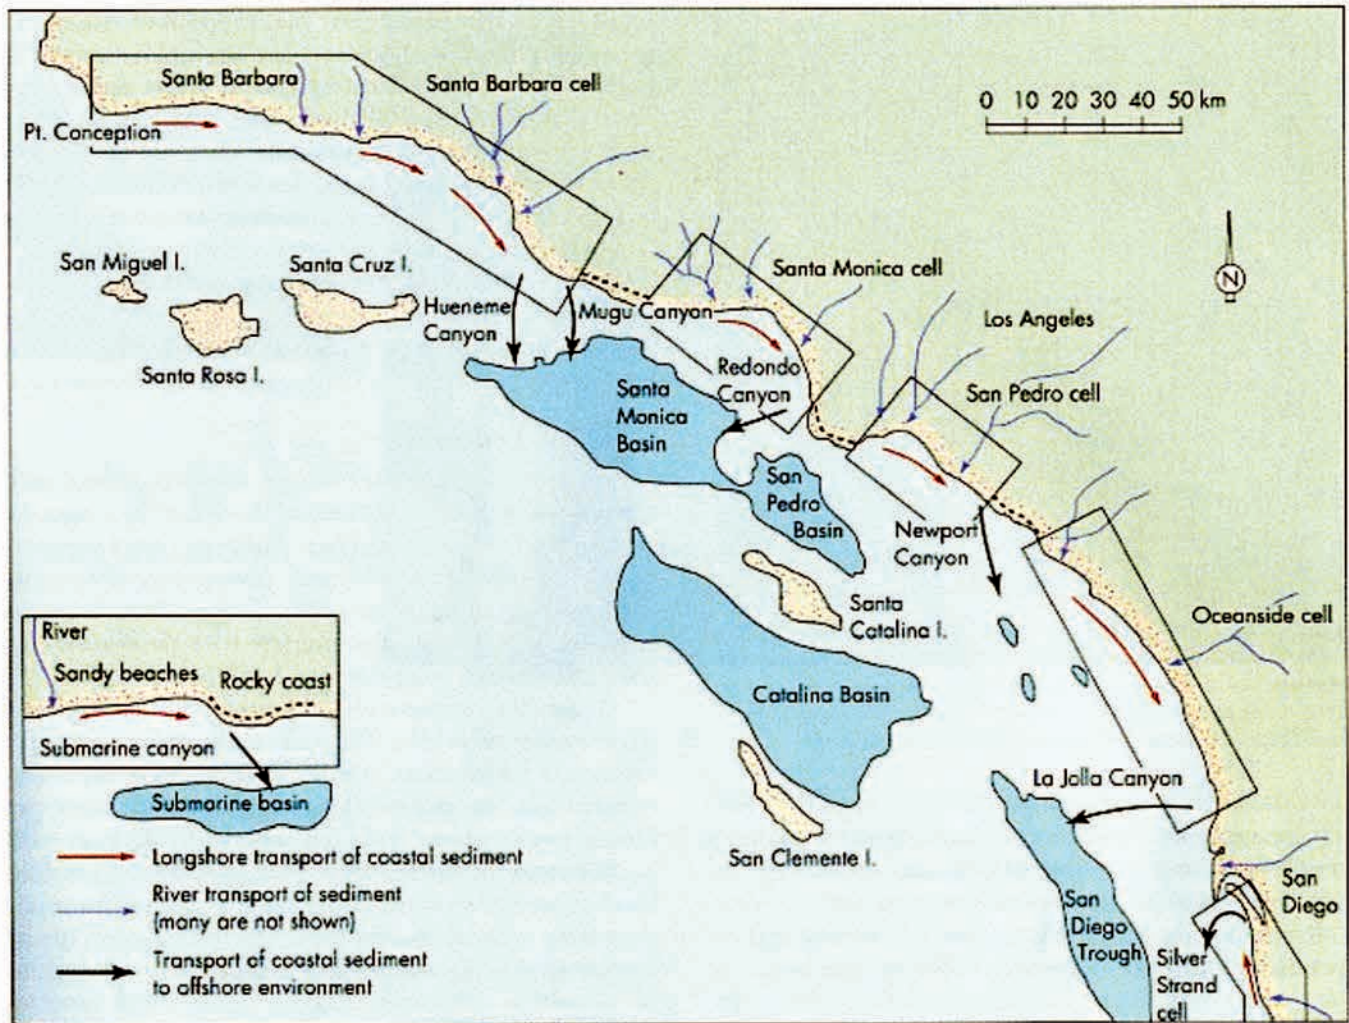 Santa Barbara
Santa Barbara cell
0 10 20 30 40 50 km
Pt. Conception
N
San Miguel I.
Santa Cruz I.
Santa Monica cell
Hueneme
Canyon
Mugu Canyon
Los Angeles
Santa Rosa I.
Redondo
Canyon
Santa
Monica
Basin
San Pedro cell
San
Pedro
Basin
Newport
Canyon
Santa
Catalina I.
Oceanside cell
River
Sandy beaches
Rocky coast
Submarine canyon
Submarine basin
Catalina Basin
La Jolla Canyon
San Clemente I.
San
Diego
San
Diego
Trough
Silver
Strand
cell
Longshore transport of coastal sediment
River transport of sediment
(many are not shown)
Transport of coastal sediment
to offshore environment